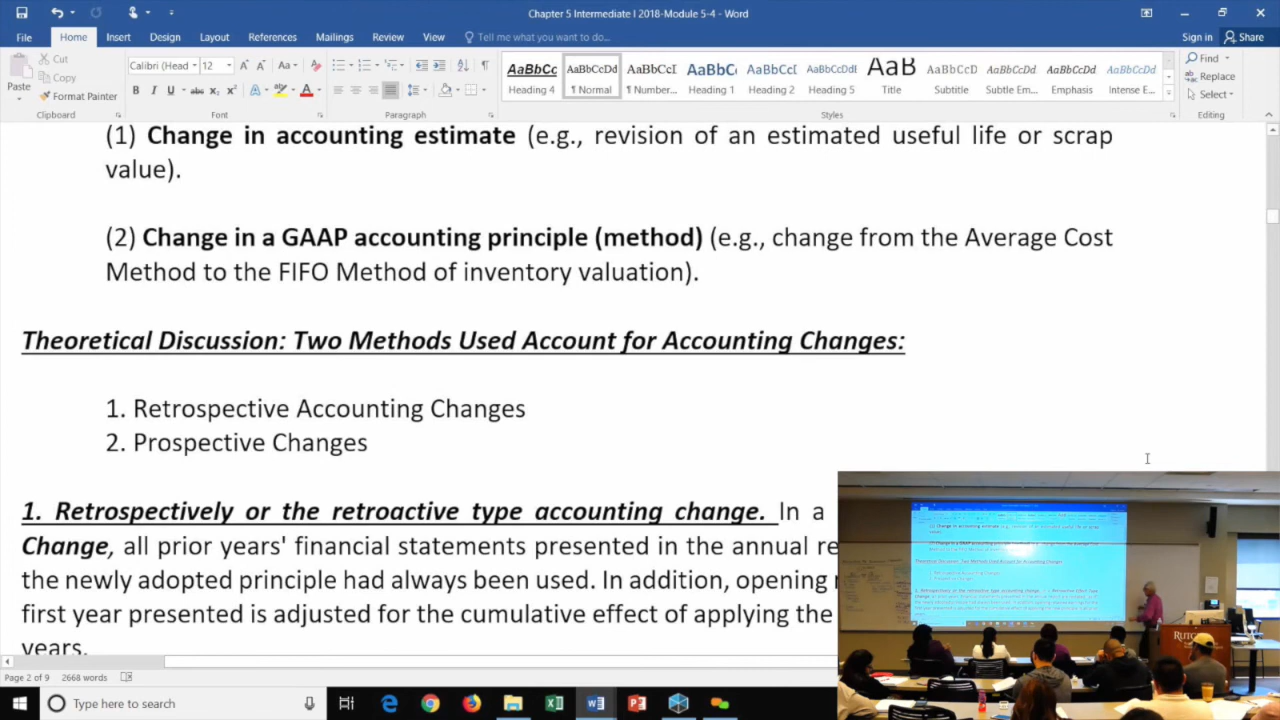 Chapter 5 Intermediate I 2018-Module 5-4 - Word
File Home Insert Design Layout References Mailings Review View Tell me what you want to do... Sign in Share
Cut
Copy
Paste Format Painter
Calibri (Head 12
AaBbCc AaBbCcDd AaBbCcI AaBbC AaBbCcI AaBbCcDdI AaB AaBbCcD AaBbCcDd AaBbCcDd AaBbCcDd
Heading 4 ¶ Normal ¶ Number... Heading 1 Heading 2 Heading 5 Title Subtitle Subtle Em... Emphasis Intense E...
Find
Replace
Select
Clipboard Font Paragraph Styles Editing
(1) Change in accounting estimate (e.g., revision of an estimated useful life or scrap
value).
(2) Change in a GAAP accounting principle (method) (e.g., change from the Average Cost
Method to the FIFO Method of inventory valuation).
Theoretical Discussion: Two Methods Used Account for Accounting Changes:
1. Retrospective Accounting Changes
2. Prospective Changes
1. Retrospectively or the retroactive type accounting change. In a
Change, all prior years' financial statements presented in the annual re
the newly adopted principle had always been used. In addition, opening
first year presented is adjusted for the cumulative effect of applying the
years.
RUTGERS
Page 2 of 9 2668 words
Type here to search